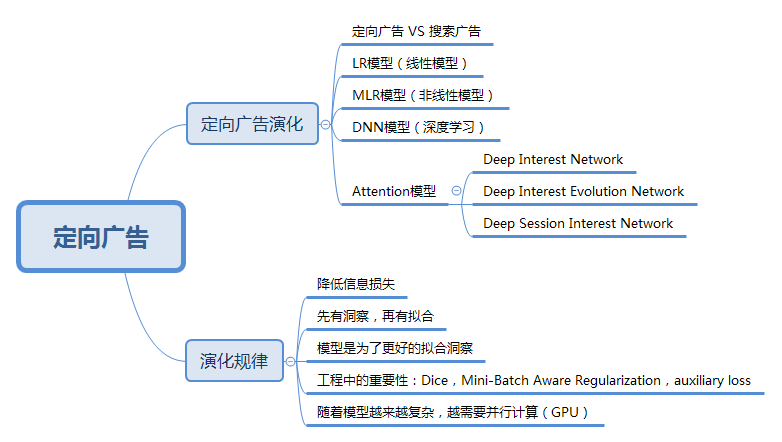 定向广告
定向广告演化
定向广告 VS 搜索广告
LR模型（线性模型）
MLR模型（非线性模型）
DNN模型（深度学习）
Attention模型
Deep Interest Network
Deep Interest Evolution Network
Deep Session Interest Network
演化规律
降低信息损失
先有洞察，再有拟合
模型是为了更好的拟合洞察
工程中的重要性：Dice，Mini-Batch Aware Regularization，auxiliary loss
随着模型越来越复杂，越需要并行计算（GPU）